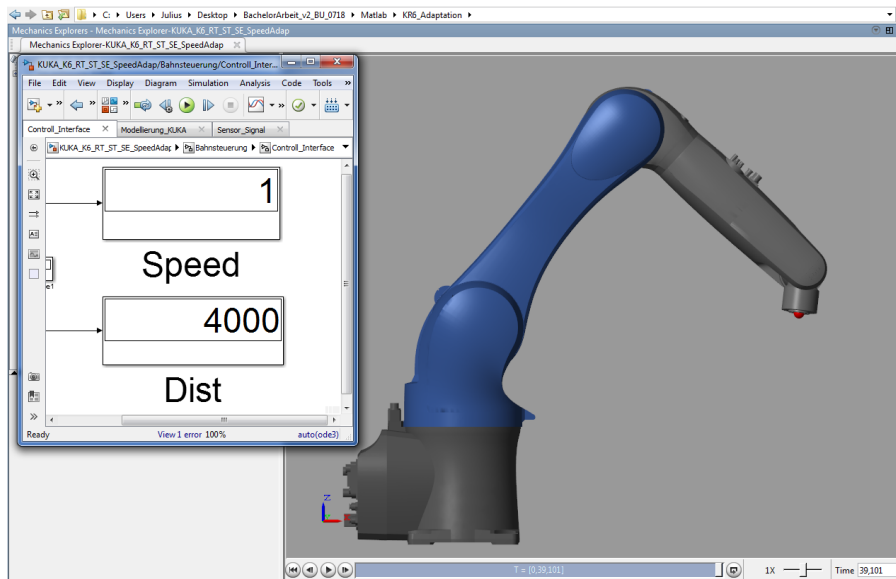 C: ▸ Users ▸ Julius ▸ Desktop ▸ BachelorArbeit_v2_BU_0718 ▸ Matlab ▸ KR6_Adaptation ▸
Mechanics Explorers - Mechanics Explorer-KUKA_K6_RT_ST_SE_SpeedAdap
Mechanics Explorer-KUKA_K6_RT_ST_SE_SpeedAdap
KUKA_K6_RT_ST_SE_SpeedAdap/Bahnsteuerung/Controll_Inter...
File Edit View Display Diagram Simulation Analysis Code Tools »
Controll_Interface Modellierung_KUKA Sensor_Signal
KUKA_K6_RT_ST_SE_SpeedAdap ▸ Bahnsteuerung ▸ Controll_Interface
1
Speed
4000
Dist
Ready View 1 error 100% auto(ode3)
Z
T = [0,39,101]
1X Time 39,101